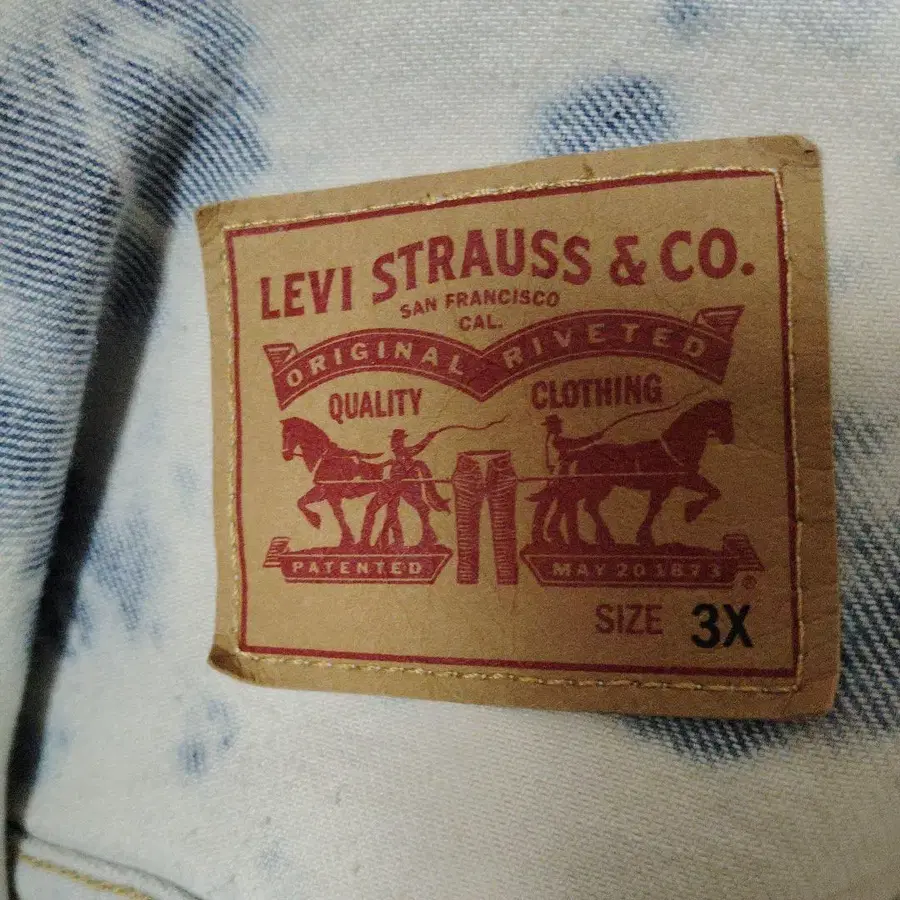 LEVI STRAUSS & CO.
SAN FRANCISCO
CAL.
ORIGINAL RIVETED
QUALITY CLOTHING
PATENTED MAY 20 1873 ®
SIZE 3X